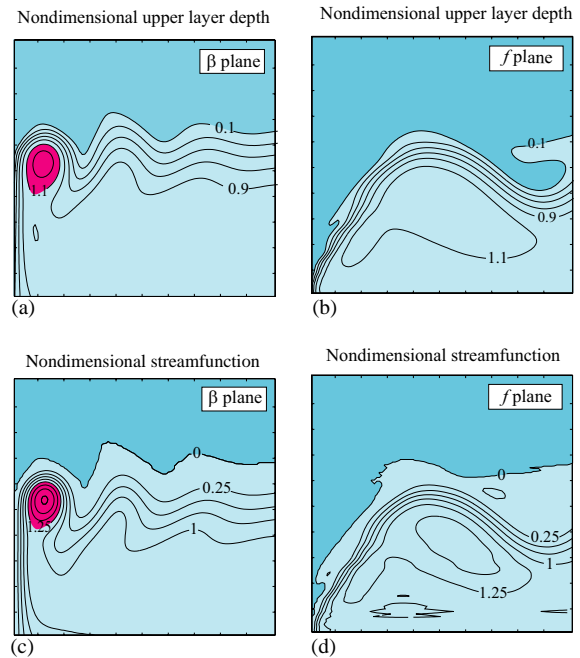 Nondimensional upper layer depth
β plane
0.1
0.9
1.1
(a)
Nondimensional upper layer depth
f plane
0.1
0.9
1.1
(b)
Nondimensional streamfunction
β plane
0
0.25
1
1.25
(c)
Nondimensional streamfunction
f plane
0
0.25
1
1.25
(d)